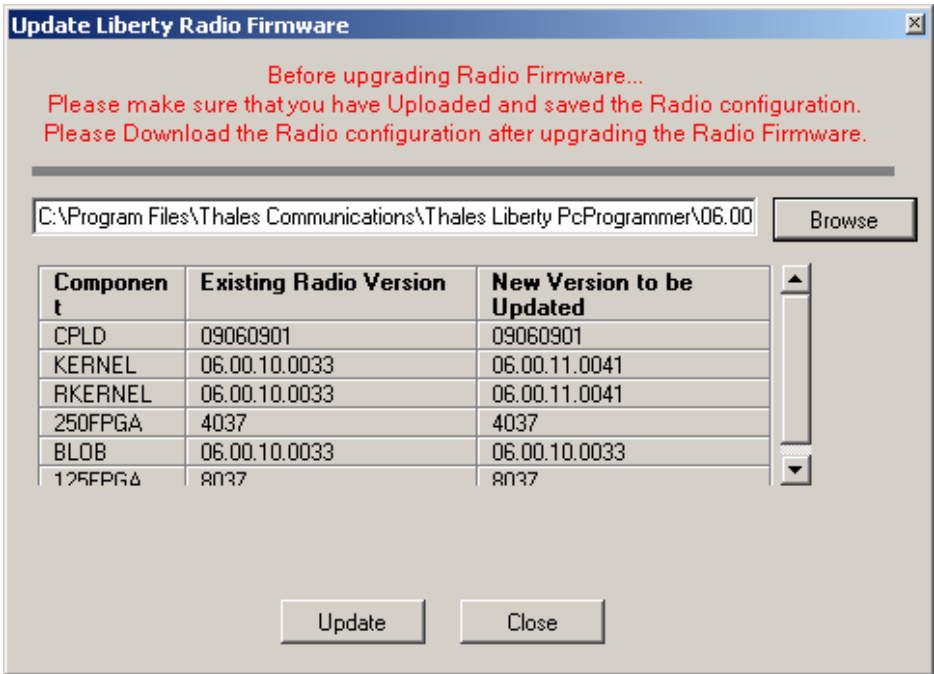 Update Liberty Radio Firmware
Before upgrading Radio Firmware...
Please make sure that you have Uploaded and saved the Radio configuration.
Please Download the Radio configuration after upgrading the Radio Firmware.
C:\Program Files\Thales Communications\Thales Liberty PcProgrammer\06.00
Browse
Componen Existing Radio Version New Version to be
t Updated
CPLD 09060901 09060901
KERNEL 06.00.10.0033 06.00.11.0041
RKERNEL 06.00.10.0033 06.00.11.0041
250FPGA 4037 4037
BLOB 06.00.10.0033 06.00.10.0033
125FPGA 8037 8037
Update Close